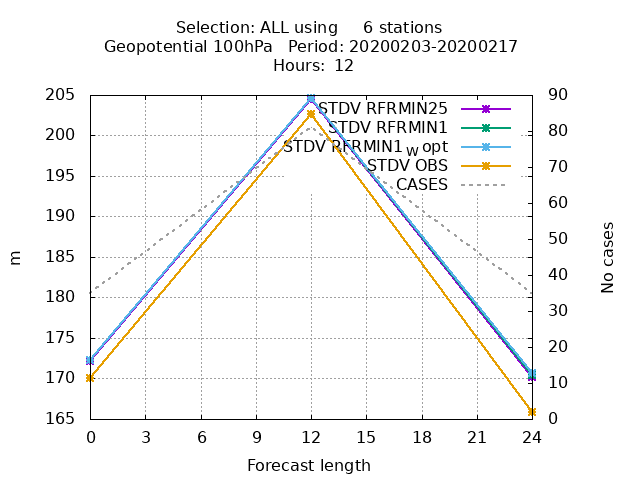 Selection: ALL using     6 stations
Geopotential 100hPa   Period: 20200203-20200217
Hours:  12
205
200
195
190
185
180
175
170
165
90
80
70
60
50
40
30
20
10
0
STDV RFRMIN25
STDV RFRMIN1
STDV RFRMIN1wopt
STDV OBS
CASES
m
No cases
0 3 6 9 12 15 18 21 24
Forecast length